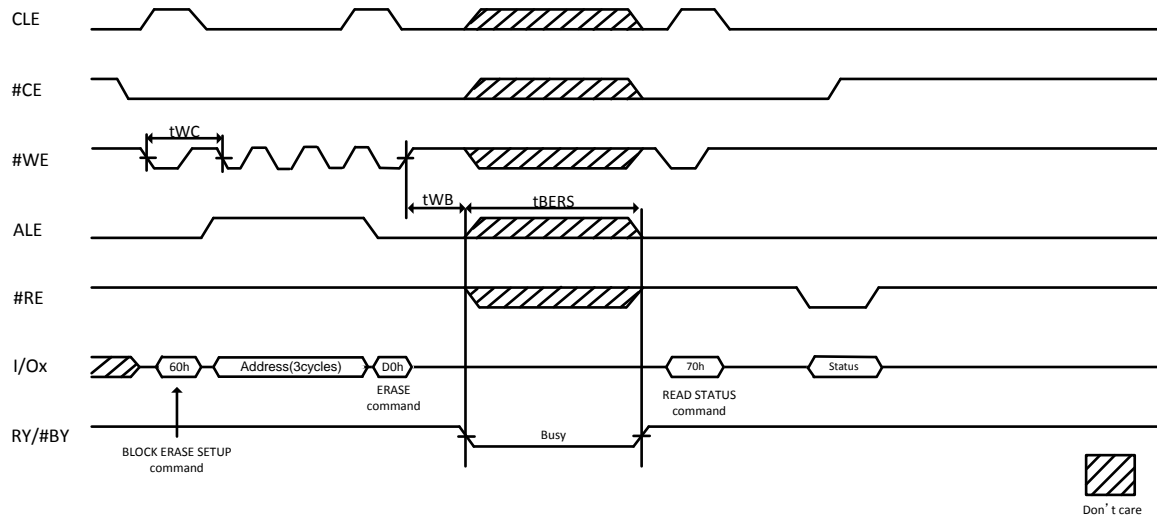 CLE
#CE
tWC
#WE
tWB
tBERS
ALE
#RE
I/Ox
60h
Address(3cycles)
D0h
70h
Status
ERASE
command
READ STATUS
command
RY/#BY
Busy
BLOCK ERASE SETUP
command
Don't care